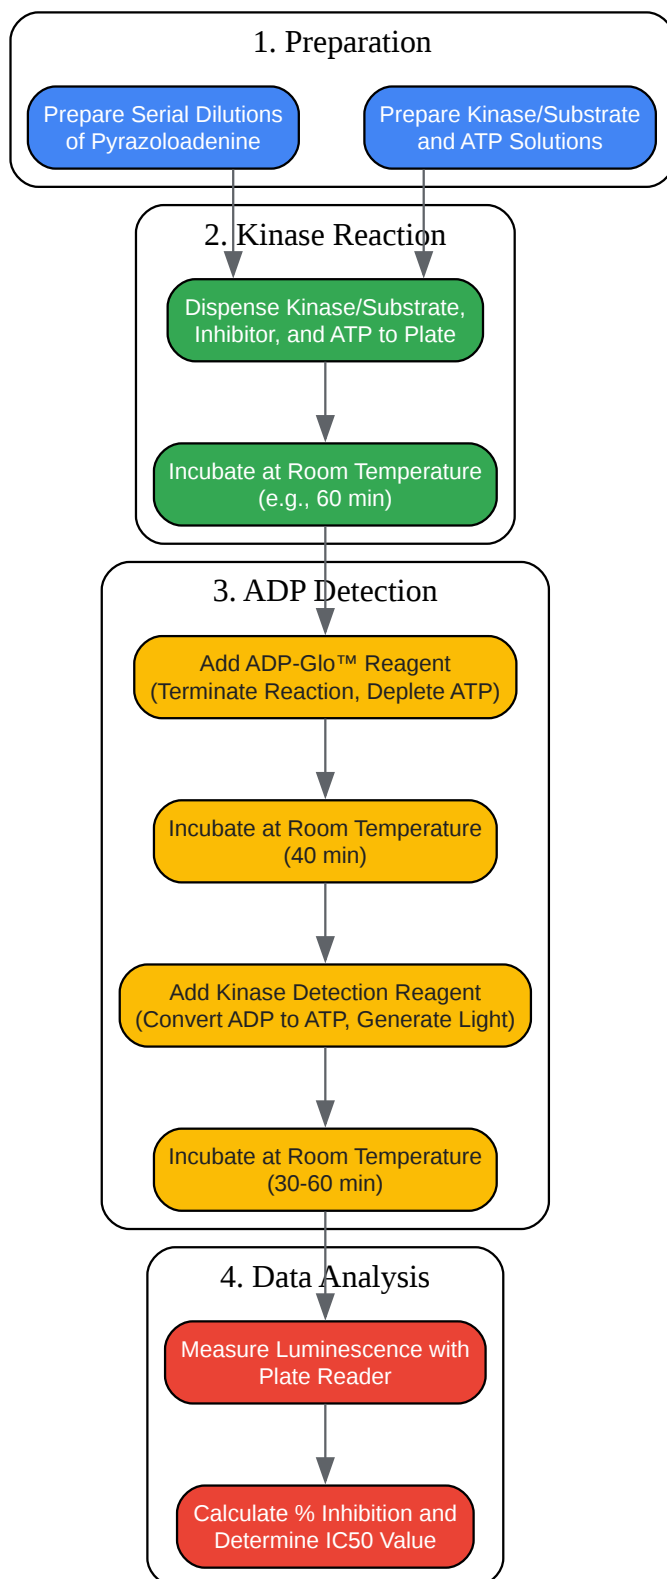 1. Preparation
Prepare Serial Dilutions
of Pyrazoloadenine
Prepare Kinase/Substrate
and ATP Solutions
2. Kinase Reaction
Dispense Kinase/Substrate,
Inhibitor, and ATP to Plate
Incubate at Room Temperature
(e.g., 60 min)
3. ADP Detection
Add ADP-Glo™ Reagent
(Terminate Reaction, Deplete ATP)
Incubate at Room Temperature
(40 min)
Add Kinase Detection Reagent
(Convert ADP to ATP, Generate Light)
Incubate at Room Temperature
(30-60 min)
4. Data Analysis
Measure Luminescence with
Plate Reader
Calculate % Inhibition and
Determine IC50 Value